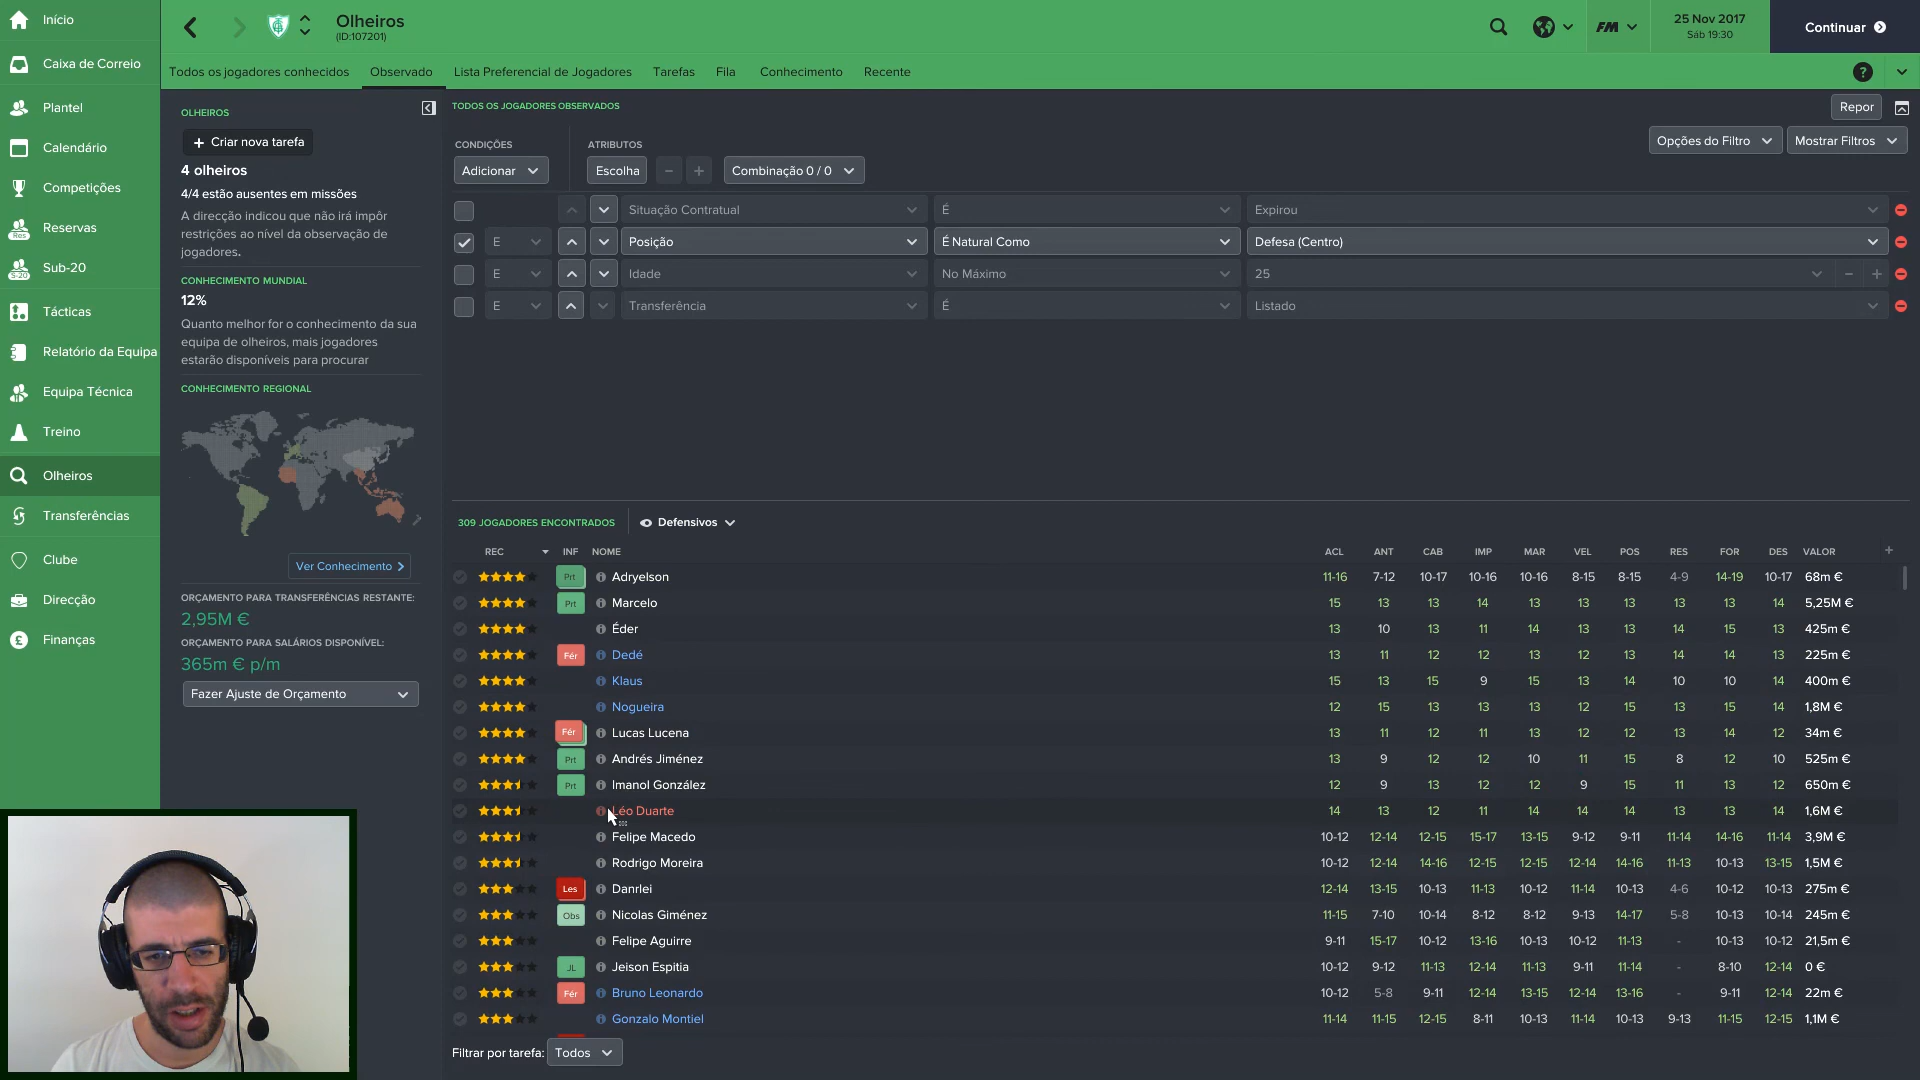 Início
Caixa de Correio
Plantel
Calendário
Competições
Reservas
Sub-20
Tácticas
Relatório da Equipa
Equipa Técnica
Treino
Olheiros
Transferências
Clube
Direcção
Finanças
Olheiros
(ID:107201)
FM
25 Nov 2017
Sáb 19:30
Continuar
Todos os jogadores conhecidos Observado Lista Preferencial de Jogadores Tarefas Fila Conhecimento Recente
OLHEIROS
+ Criar nova tarefa
4 olheiros
4/4 estão ausentes em missões
A direcção indicou que não irá impôr
restrições ao nível da observação de
jogadores.
CONHECIMENTO MUNDIAL
12%
Quanto melhor for o conhecimento da sua
equipa de olheiros, mais jogadores
estarão disponíveis para procurar
CONHECIMENTO REGIONAL
Ver Conhecimento
ORÇAMENTO PARA TRANSFERÊNCIAS RESTANTE:
2,95M €
ORÇAMENTO PARA SALÁRIOS DISPONÍVEL:
365m € p/m
Fazer Ajuste de Orçamento
TODOS OS JOGADORES OBSERVADOS
Repor
CONDIÇÕES ATRIBUTOS
Adicionar Escolha − + Combinação 0 / 0 Opções do Filtro Mostrar Filtros
Situação Contratual É Expirou
E Posição É Natural Como Defesa (Centro)
E Idade No Máximo 25 − +
E Transferência É Listado
309 JOGADORES ENCONTRADOS Defensivos
REC INF NOME ACL ANT CAB IMP MAR VEL POS RES FOR DES VALOR +
Prt Adryelson 11-16 7-12 10-17 10-16 10-16 8-15 8-15 4-9 14-19 10-17 68m €
Prt Marcelo 15 13 13 14 13 13 13 13 13 14 5,25M €
Éder 13 10 13 11 14 13 13 14 15 13 425m €
Fér Dedé 13 11 12 12 13 12 13 14 14 13 225m €
Klaus 15 13 15 9 15 13 14 10 10 14 400m €
Nogueira 12 15 13 13 13 12 15 13 15 14 1,8M €
Fér Lucas Lucena 13 11 12 11 13 12 12 13 14 12 34m €
Prt Andrés Jiménez 13 9 12 12 10 11 15 8 12 10 525m €
Prt Imanol González 12 9 13 12 12 9 15 11 13 12 650m €
Léo Duarte 14 13 12 11 14 14 14 13 13 14 1,6M €
Felipe Macedo 10-12 12-14 12-15 15-17 13-15 9-12 9-11 11-14 14-16 11-14 3,9M €
Rodrigo Moreira 10-12 12-14 14-16 12-15 12-15 12-14 14-16 11-13 10-13 13-15 1,5M €
Les Danrlei 12-14 13-15 10-13 11-13 10-12 11-14 10-13 4-6 10-12 10-13 275m €
Obs Nicolas Giménez 11-15 7-10 10-14 8-12 8-12 9-13 14-17 5-8 10-13 10-14 245m €
Felipe Aguirre 9-11 15-17 10-12 13-16 10-13 10-12 11-13 - 10-13 10-12 21,5m €
JL Jeison Espitia 10-12 9-12 11-13 12-14 11-13 9-11 11-14 - 8-10 12-14 0 €
Fér Bruno Leonardo 10-12 5-8 9-11 12-14 13-15 12-14 13-16 - 9-11 12-14 22m €
Gonzalo Montiel 11-14 11-15 12-15 8-11 10-13 11-14 10-13 9-13 11-15 12-15 1,1M €
Filtrar por tarefa: Todos